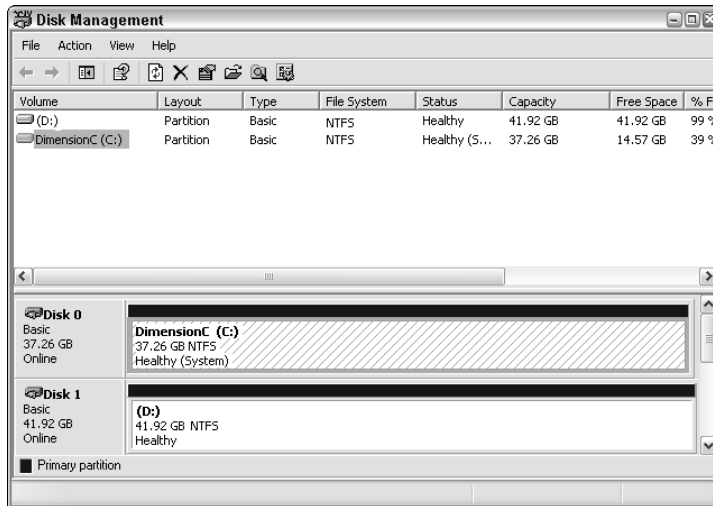 Disk Management
File Action View Help
Volume Layout Type File System Status Capacity Free Space % F
(D:) Partition Basic NTFS Healthy 41.92 GB 41.92 GB 99 %
DimensionC (C:) Partition Basic NTFS Healthy (S... 37.26 GB 14.57 GB 39 %
Disk 0
Basic
37.26 GB
Online
DimensionC (C:)
37.26 GB NTFS
Healthy (System)
Disk 1
Basic
41.92 GB
Online
(D:)
41.92 GB NTFS
Healthy
Primary partition